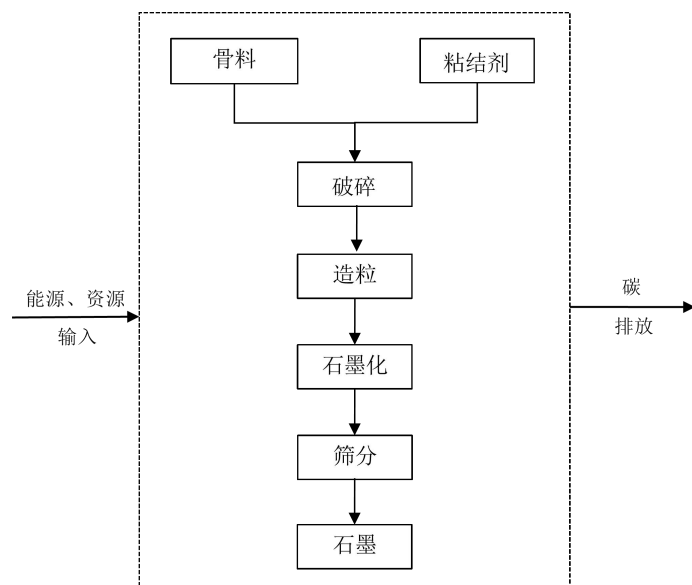 骨料
粘结剂
破碎
造粒
能源、资源
输入
碳
排放
石墨化
筛分
石墨